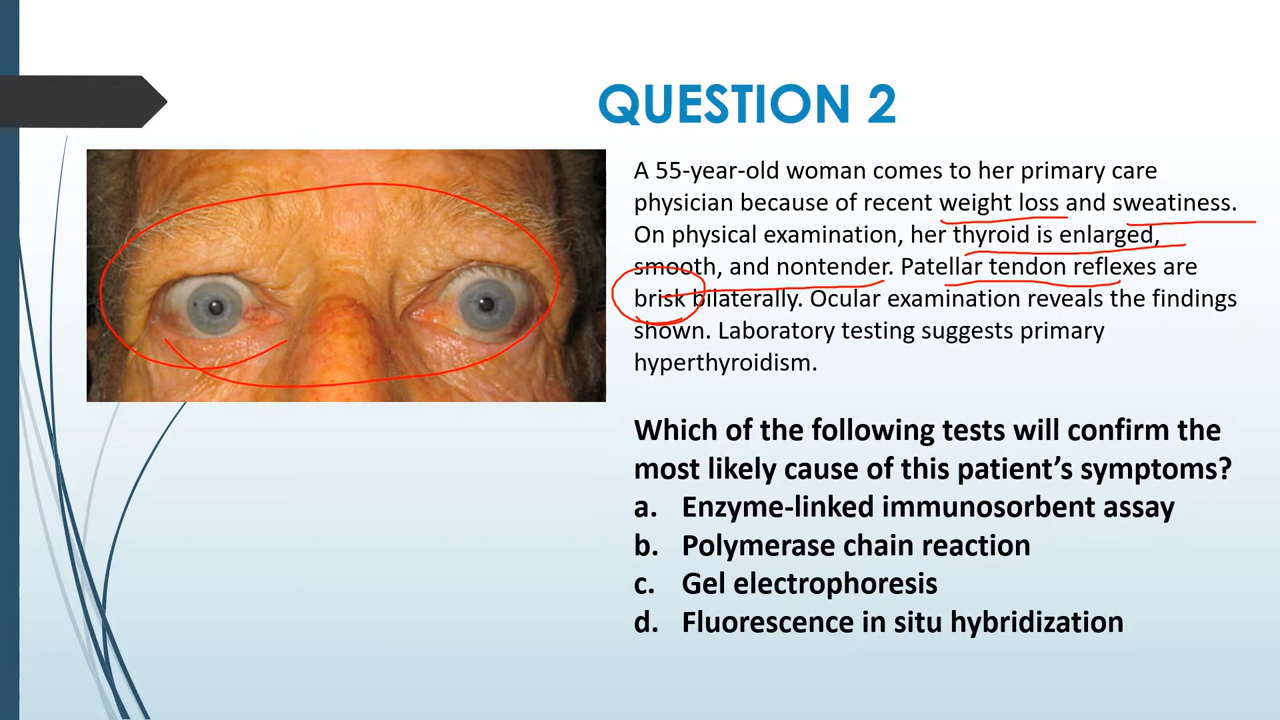 QUESTION 2
A 55-year-old woman comes to her primary care
physician because of recent weight loss and sweatiness.
On physical examination, her thyroid is enlarged,
smooth, and nontender. Patellar tendon reflexes are
brisk bilaterally. Ocular examination reveals the findings
shown. Laboratory testing suggests primary
hyperthyroidism.
Which of the following tests will confirm the
most likely cause of this patient’s symptoms?
a. Enzyme-linked immunosorbent assay
b. Polymerase chain reaction
c. Gel electrophoresis
d. Fluorescence in situ hybridization